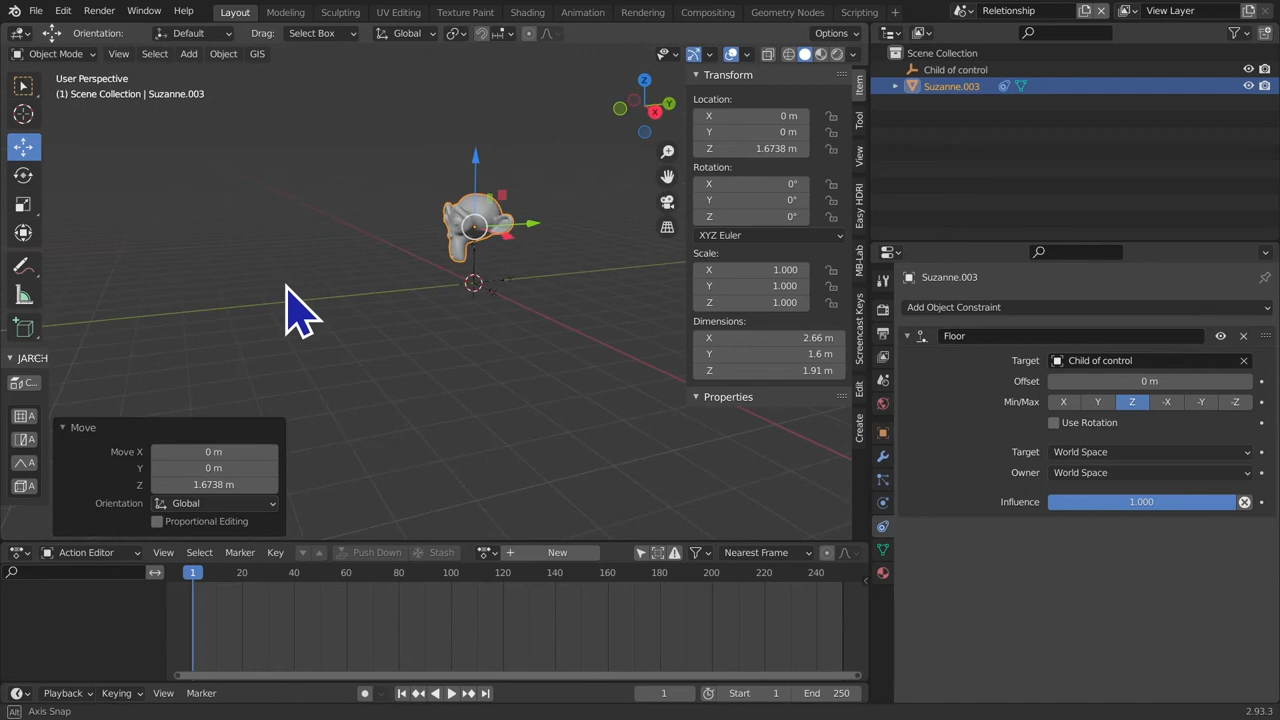 File Edit Render Window Help Layout Modeling Sculpting UV Editing Texture Paint Shading Animation Rendering Compositing Geometry Nodes Scripting + Relationship View Layer
Orientation: Default Drag: Select Box Global Options
Object Mode View Select Add Object GIS
User Perspective
(1) Scene Collection | Suzanne.003
Z
Y
X
Transform
Location:
X 0 m
Y 0 m
Z 1.6738 m
Rotation:
X 0°
Y 0°
Z 0°
XYZ Euler
Scale:
X 1.000
Y 1.000
Z 1.000
Dimensions:
X 2.66 m
Y 1.6 m
Z 1.91 m
Properties
Item
Tool
View
Easy HDRI
MB-Lab
Screencast Keys
Edit
Create
JARCH
C...
A
A
A
A
Move
Move X 0 m
Y 0 m
Z 1.6738 m
Orientation Global
Proportional Editing
Scene Collection
Child of control
Suzanne.003
Suzanne.003
Add Object Constraint
Floor
Target Child of control
Offset 0 m
Min/Max X Y Z -X -Y -Z
Use Rotation
Target World Space
Owner World Space
Influence 1.000
Action Editor View Select Marker Key Push Down Stash New Nearest Frame
1 20 40 60 80 100 120 140 160 180 200 220 240
Playback Keying View Marker 1 Start 1 End 250
Alt Axis Snap 2.93.3